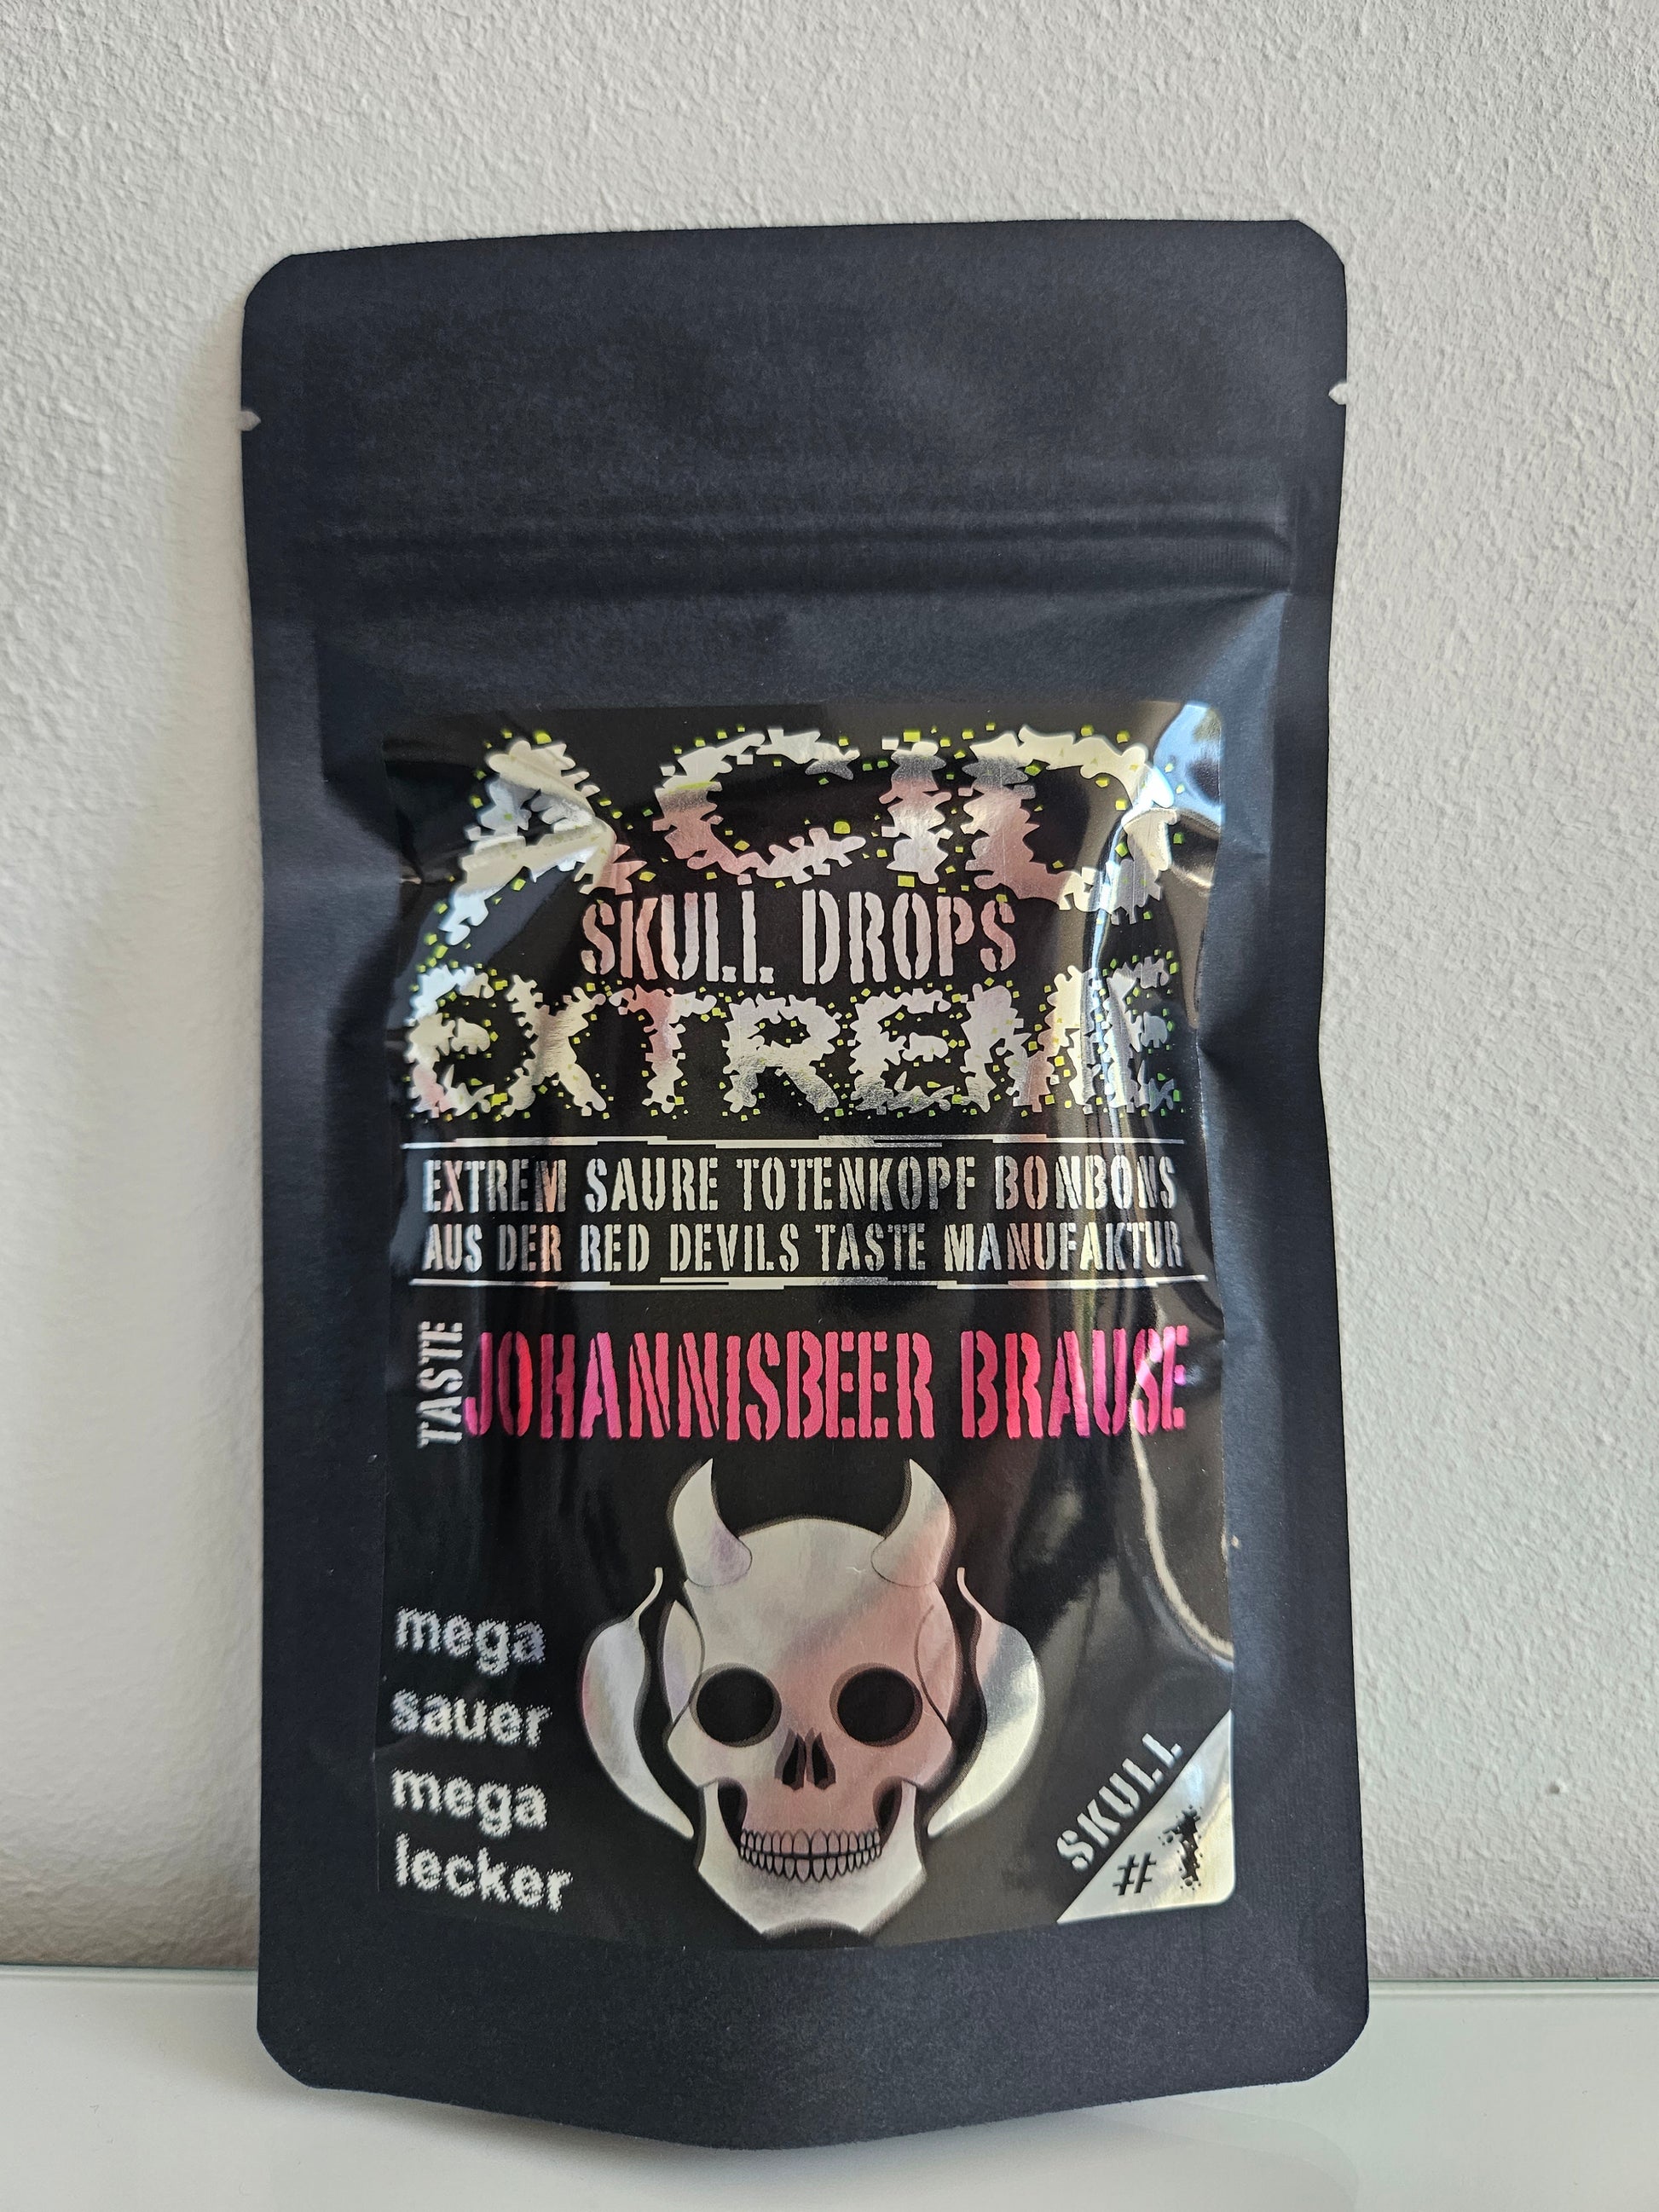 ACID
SKULL DROPS
EXTREME
EXTREM SAURE TOTENKOPF BONBONS
AUS DER RED DEVILS TASTE MANUFAKTUR
TASTE
JOHANNISBEER BRAUSE
mega
sauer
mega
lecker
SKULL
# 1